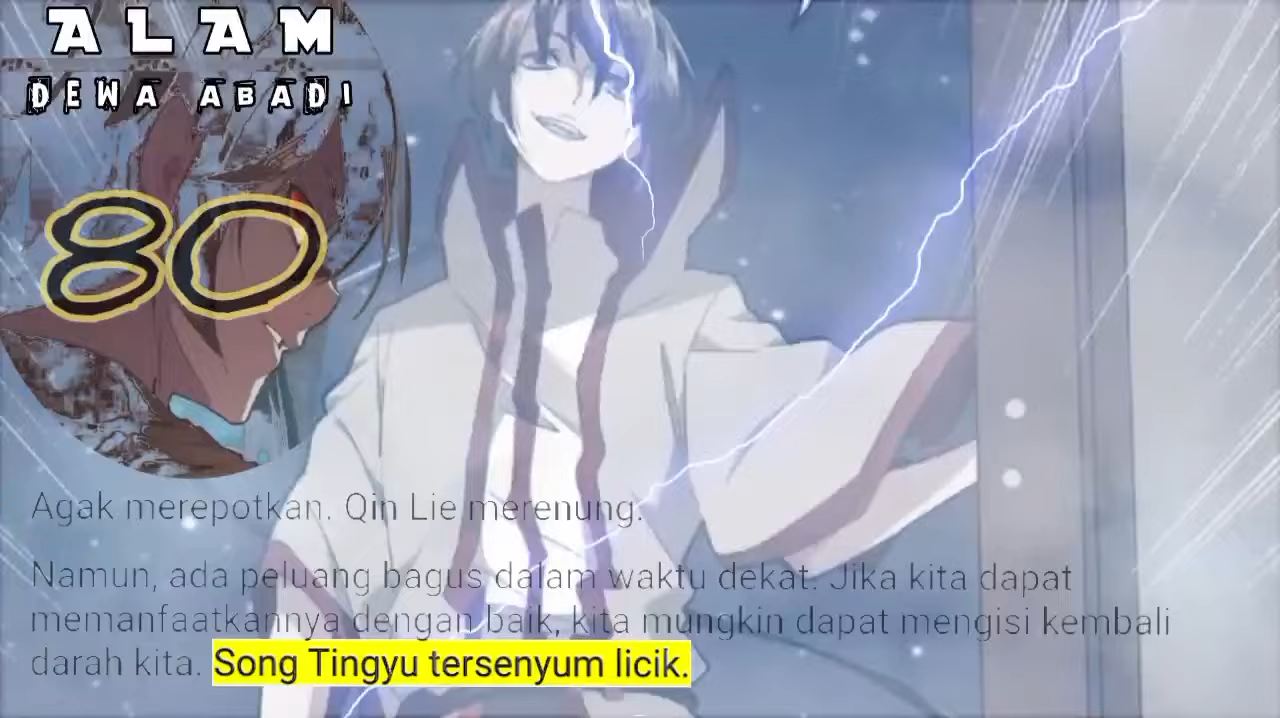 ALAM
DEWA ABADI
80
Agak merepotkan. Qin Lie merenung.
Namun, ada peluang bagus dalam waktu dekat. Jika kita dapat
memanfaatkannya dengan baik, kita mungkin dapat mengisi kembali
darah kita. Song Tingyu tersenyum licik.